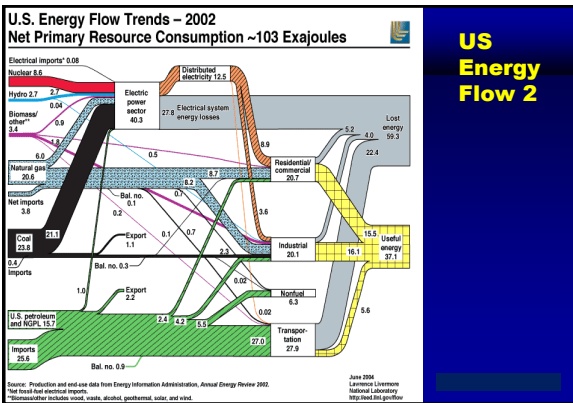 U.S. Energy Flow Trends – 2002
Net Primary Resource Consumption ~103 Exajoules
US
Energy
Flow 2
Electrical imports* 0.08
Nuclear 8.6
Hydro 2.7
2.7
0.04
Biomass/
other**
3.4
0.9
1.8
6.0
Natural gas
20.6
Net imports
3.8
Coal
23.8
21.1
0.4
Imports
U.S. petroleum
and NGPL 15.7
Imports
25.6
Electric
power
sector
40.3
Distributed
electricity 12.5
27.8
Electrical system
energy losses
0.5
8.7
8.2
0.7
Bal. no.
0.1
0.2
0.1
0.7
Export
1.1
Bal. no. 0.3
2.3
1.0
Export
2.2
0.02
0.02
2.4
4.2
5.5
27.0
Bal. no. 0.9
8.9
3.6
Residential/
commercial
20.7
Industrial
20.1
Nonfuel
6.3
Transpor-
tation
27.9
5.2
4.0
22.4
Lost
energy
59.3
15.5
16.1
5.6
Useful
energy
37.1
Source: Production and end-use data from Energy Information Administration, Annual Energy Review 2002.
*Net fossil-fuel electrical imports.
**Biomass/other includes wood, waste, alcohol, geothermal, solar, and wind.
June 2004
Lawrence Livermore
National Laboratory
http://eed.llnl.gov/flow